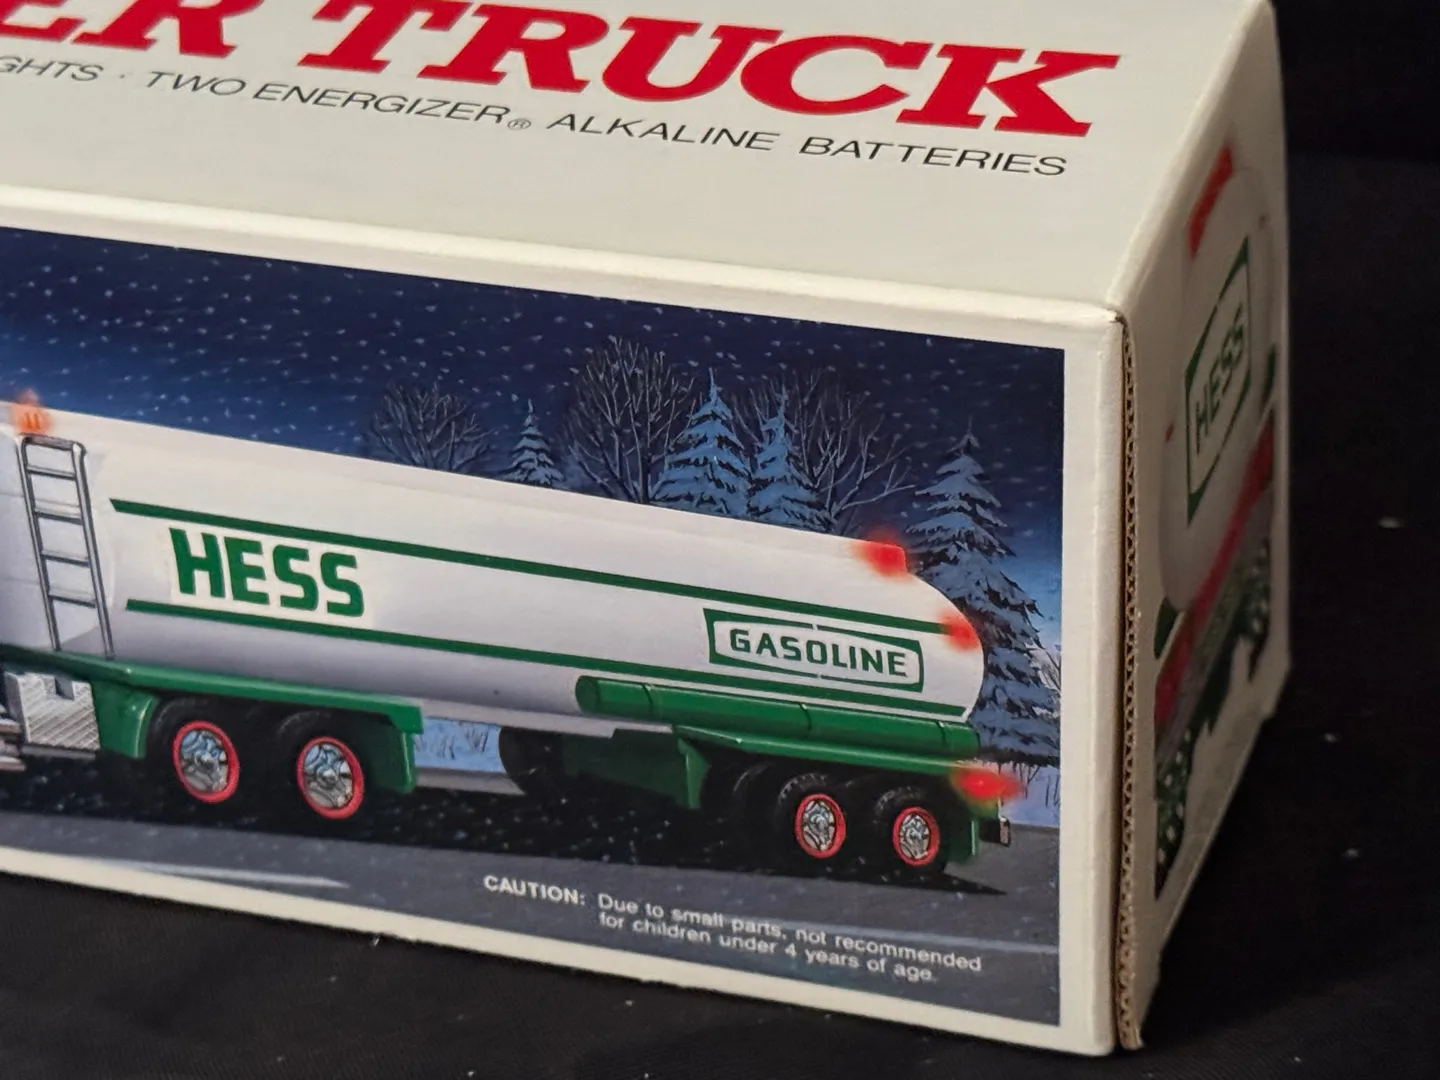 ER TRUCK
GHTS · TWO ENERGIZER® ALKALINE BATTERIES
HESS
GASOLINE
HESS
CAUTION: Due to small parts, not recommended
for children under 4 years of age.